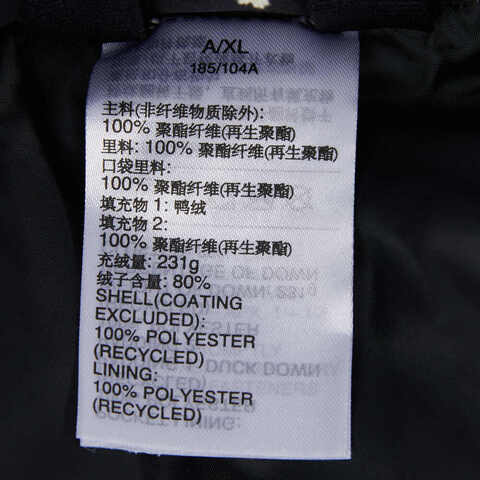 A/XL
185/104A
主料(非纤维物质除外):
100% 聚酯纤维(再生聚酯)
里料: 100% 聚酯纤维(再生聚酯)
口袋里料:
100% 聚酯纤维(再生聚酯)
填充物 1: 鸭绒
填充物 2:
100% 聚酯纤维(再生聚酯)
充绒量: 231g
绒子含量: 80%
SHELL(COATING
EXCLUDED):
100% POLYESTER
(RECYCLED)
LINING:
100% POLYESTER
(RECYCLED)